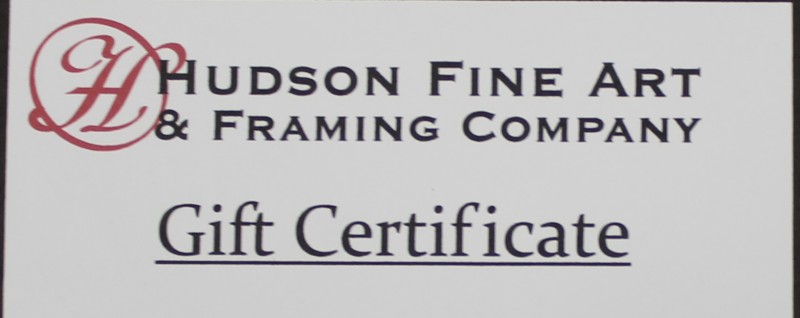 H HUDSON FINE ART
& FRAMING COMPANY
Gift Certificate